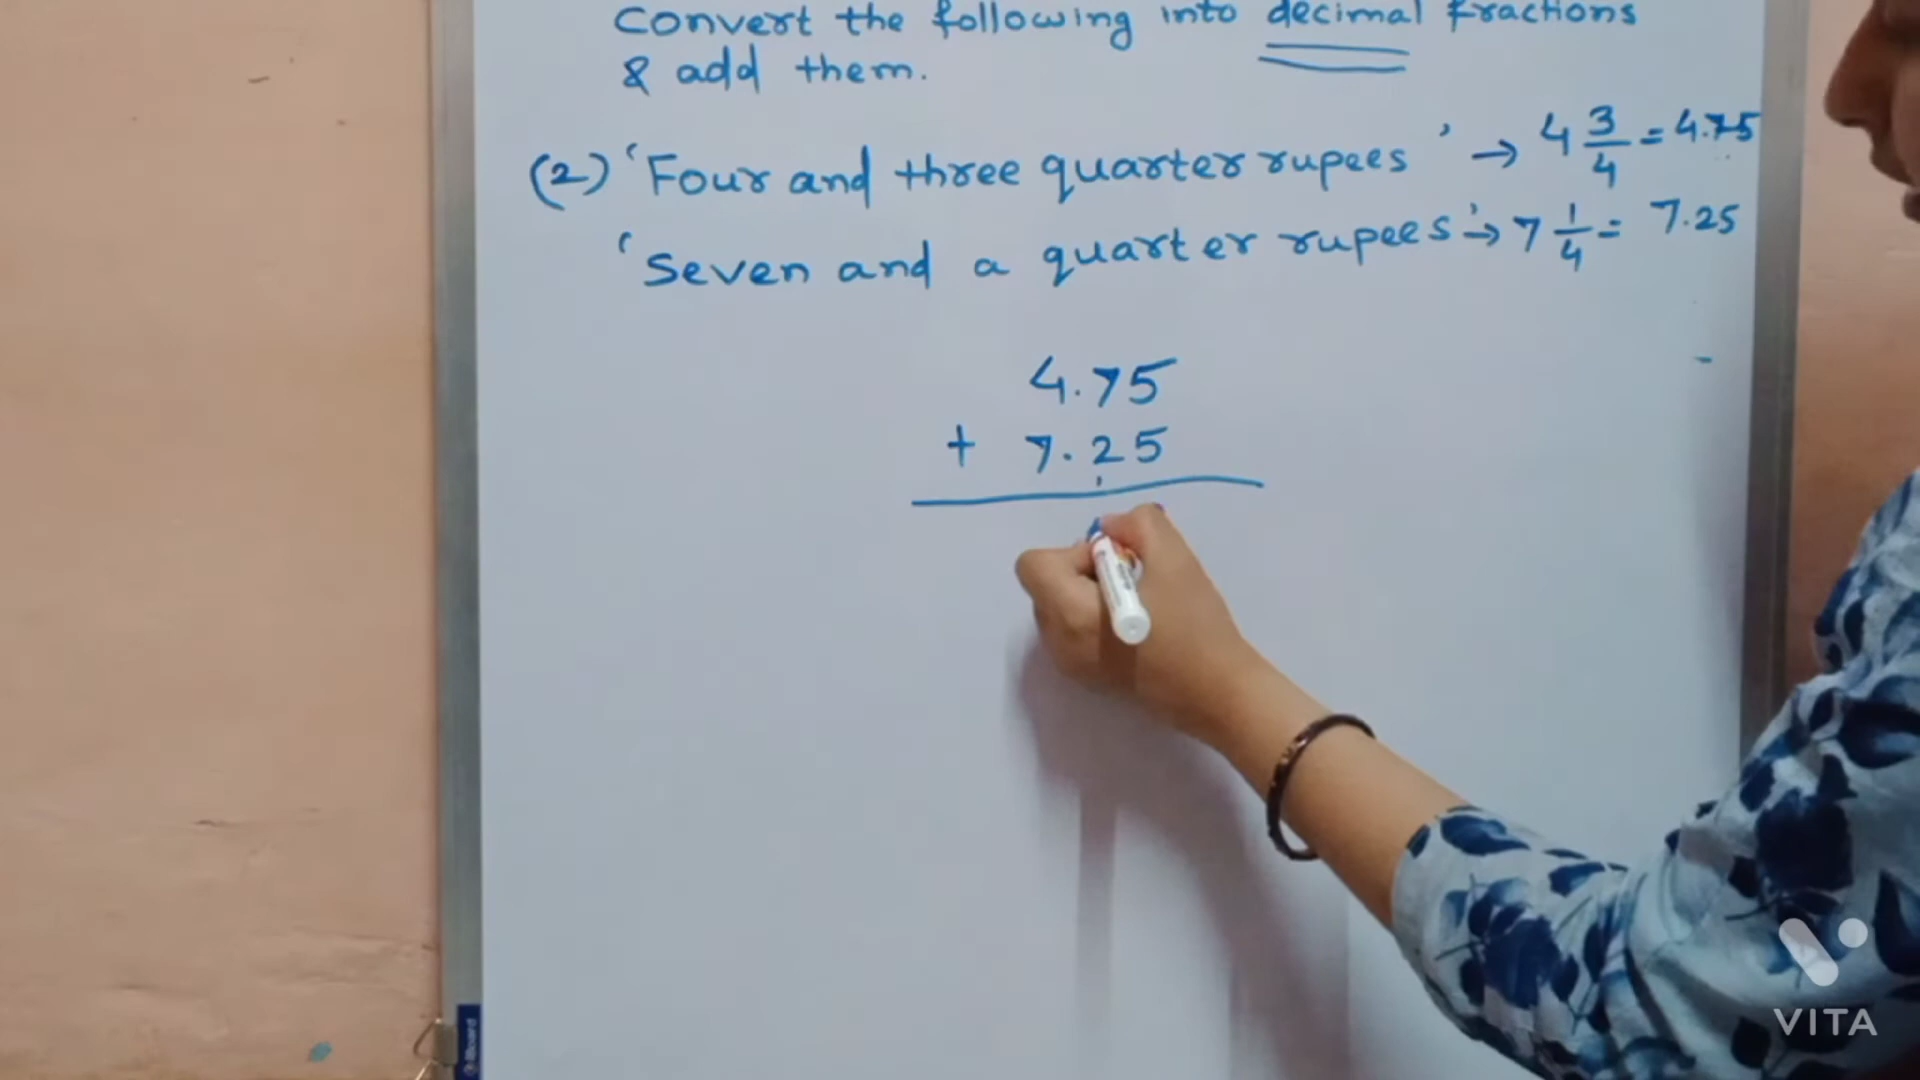 Convert the following into decimal fractions
& add them.
(2) 'Four and three quarter rupees' → 4 3/4 = 4.75
'Seven and a quarter rupees' → 7 1/4 = 7.25
4.75
+ 7.25
VITA